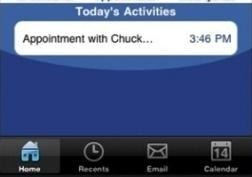 Today's Activities
Appointment with Chuck... 3:46 PM
14
Home Recents Email Calendar